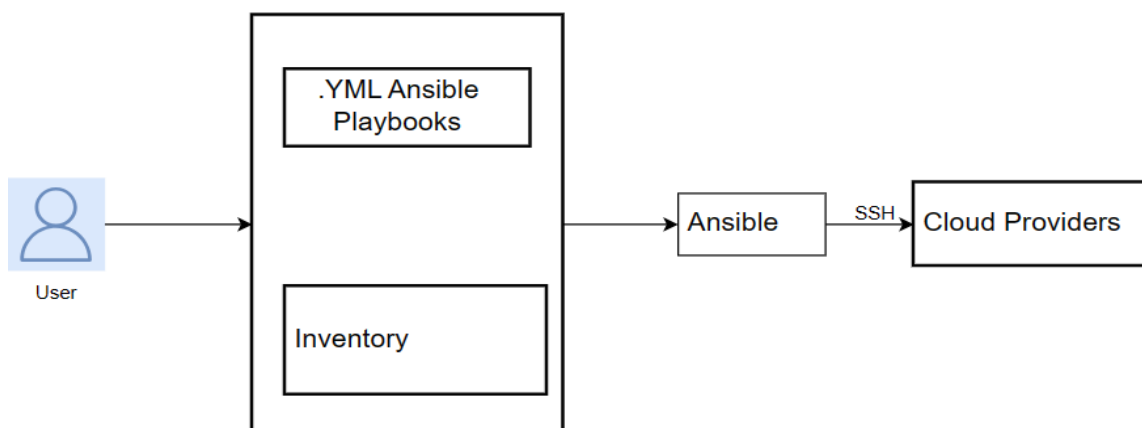 .YML Ansible
Playbooks
User
Inventory
Ansible
SSH
Cloud Providers